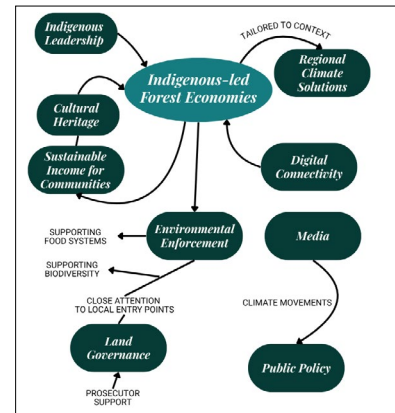 Indigenous
Leadership
TAILORED TO CONTEXT
Indigenous-led
Forest Economies
Regional
Climate
Solutions
Cultural
Heritage
Sustainable
Income for
Communities
Digital
Connectivity
SUPPORTING
FOOD SYSTEMS
Environmental
Enforcement
Media
SUPPORTING
BIODIVERSITY
CLOSE ATTENTION
TO LOCAL ENTRY POINTS
CLIMATE MOVEMENTS
Land
Governance
Public Policy
PROSECUTOR
SUPPORT